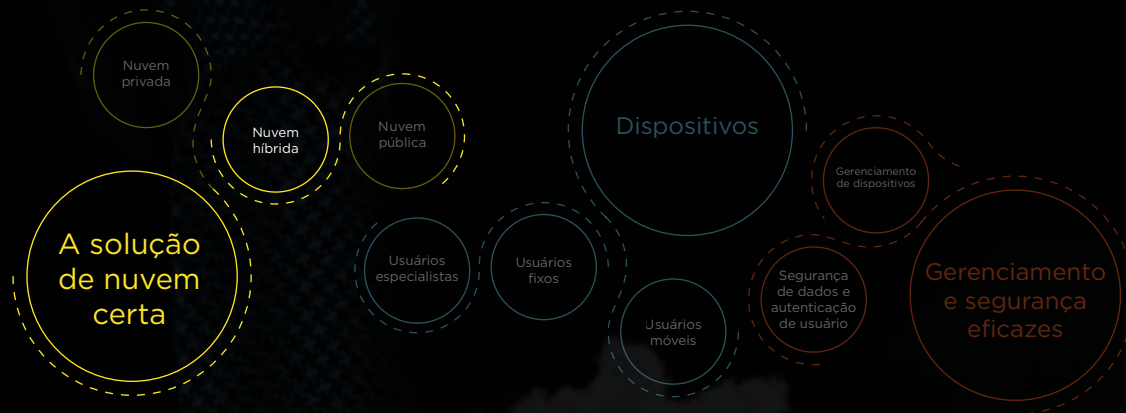 Nuvem
privada
Nuvem
híbrida
Nuvem
pública
A solução
de nuvem
certa
Usuários
especialistas
Usuários
fixos
Dispositivos
Usuários
móveis
Gerenciamento
de dispositivos
Segurança
de dados e
autenticação
de usuário
Gerenciamento
e segurança
eficazes